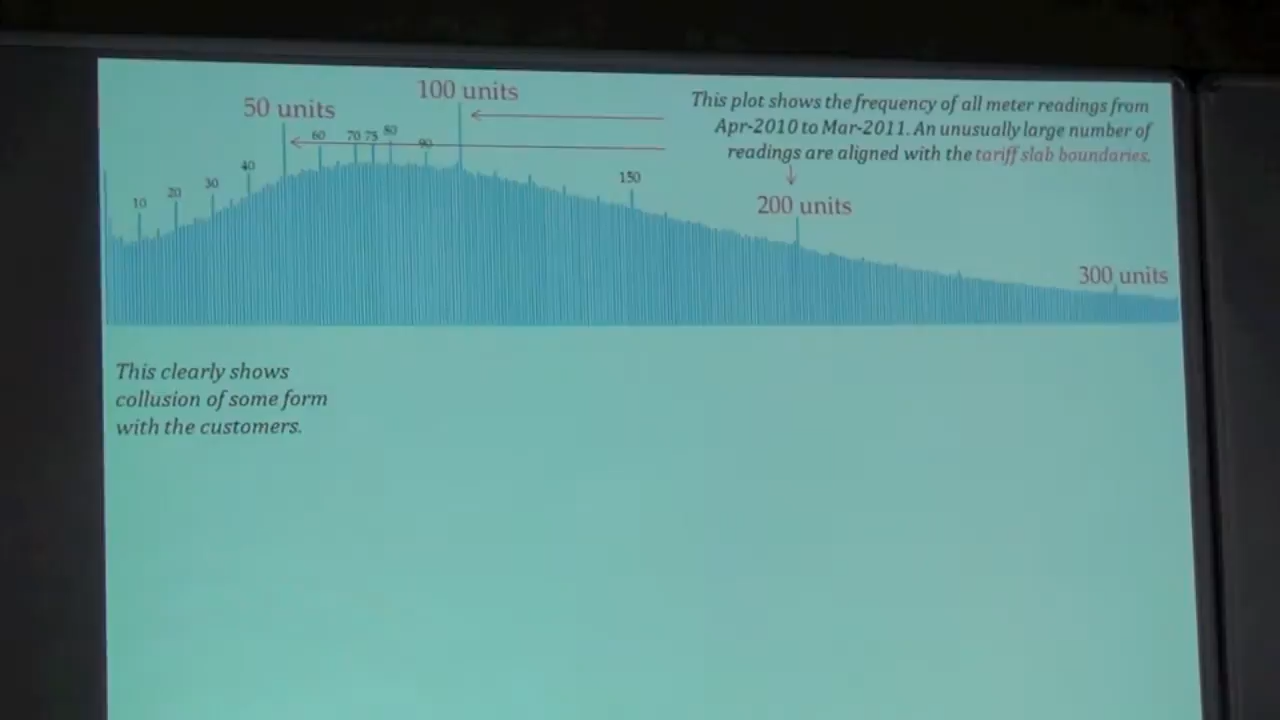 100 units
50 units
This plot shows the frequency of all meter readings from
Apr-2010 to Mar-2011. An unusually large number of
readings are aligned with the tariff slab boundaries.
60
70
75
80
90
40
30
20
10
150
200 units
300 units
This clearly shows
collusion of some form
with the customers.